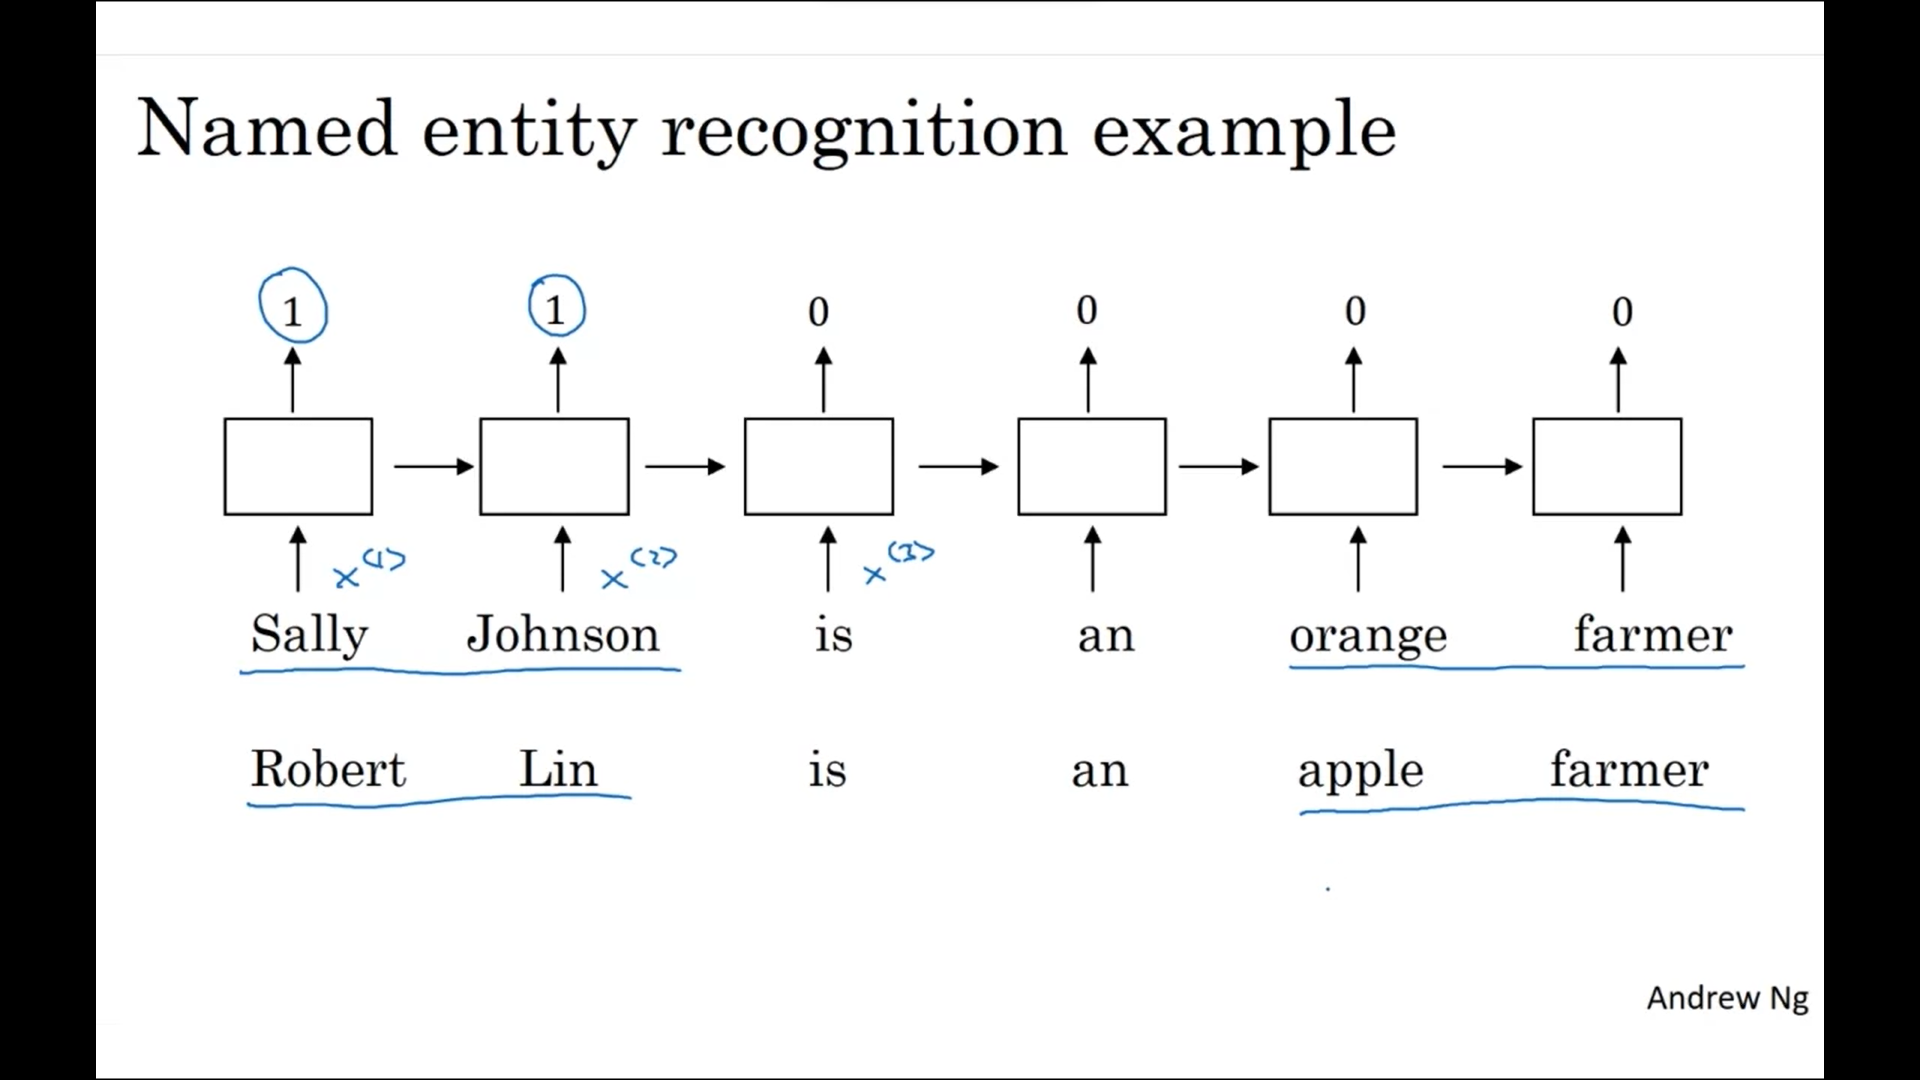 Named entity recognition example
1 1 0 0 0 0
x<1> x<2> x<3>
Sally Johnson is an orange farmer
Robert Lin is an apple farmer
Andrew Ng